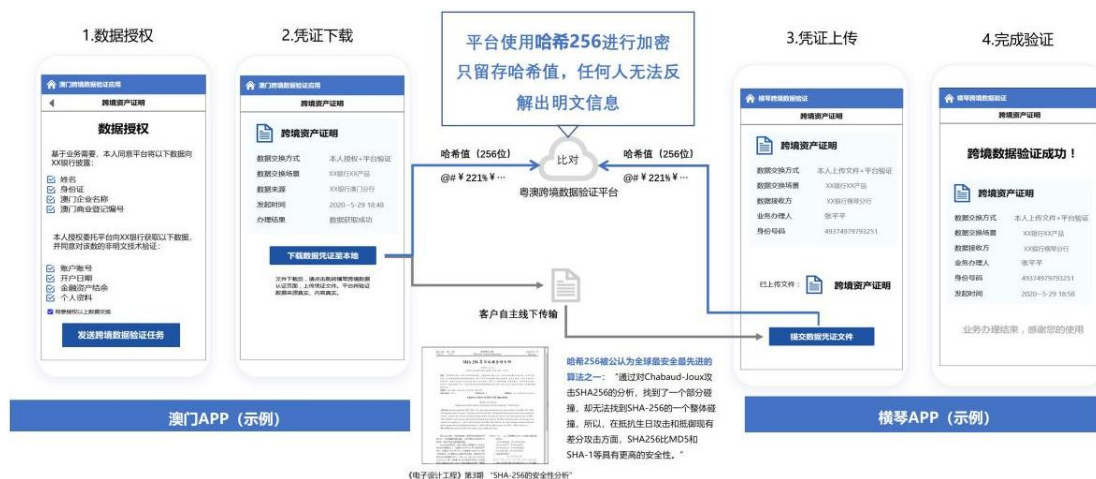 1.数据授权
澳门跨境数据验证应用
跨境资产证明
数据授权
基于业务需要，本人同意平台将以下数据向
XX银行披露：
姓名
身份证
澳门企业名称
澳门商业登记编号
本人授权委托平台向XX银行获取以下数据，
并同意对该数的非明文技术验证：
账户账号
开户日期
金融资产结余
个人资料
同意授权以上数据交换
发送跨境数据验证任务
2.凭证下载
澳门跨境数据验证应用
跨境资产证明
跨境资产证明
数据交换方式 本人授权+平台验证
数据交换场景 XX银行XX产品
数据来源 XX银行澳门分行
发起时间 2020--5-29 18:48
办理结果 数据获取成功
下载数据凭证至本地
数据来源真实，内容真实。
澳门APP（示例）
平台使用哈希256进行加密
只留存哈希值，任何人无法反
解出明文信息
哈希值（256位）
@#￥221%￥…
比对
哈希值（256位）
@#￥221%￥…
粤澳跨境数据验证平台
客户自主线下传输
哈希256被公认为全球最安全最先进的
算法之一：“通过对Chabaud-Joux攻
击SHA256的分析，找到了一个部分碰
撞，却无法找到SHA-256的一个整体碰
撞，所以，在抵抗生日攻击和抵御现有
差分攻击方面，SHA256比MD5和
SHA-1等具有更高的安全性。”
《电子设计工程》第3期 “SHA-256的安全性分析”
3.凭证上传
横琴跨境数据验证
跨境资产证明
跨境资产证明
数据交换方式 本人上传文件+平台验证
数据交换场景 XX银行XX产品
数据接收方 XX银行横琴分行
业务办理人 张芊芊
身份号码 49374979793251
已上传文件： 跨境资产证明
提交数据凭证文件
4.完成验证
横琴跨境数据验证
跨境资产证明
跨境数据验证成功！
跨境资产证明
数据交换方式 本人上传文件+平台验证
数据交换场景 XX银行XX产品
数据接收方 XX银行横琴分行
业务办理人 张芊芊
身份号码 49374979793251
发起时间 2020--5-29 18:58
业务办理结束，感谢您的使用
横琴APP（示例）